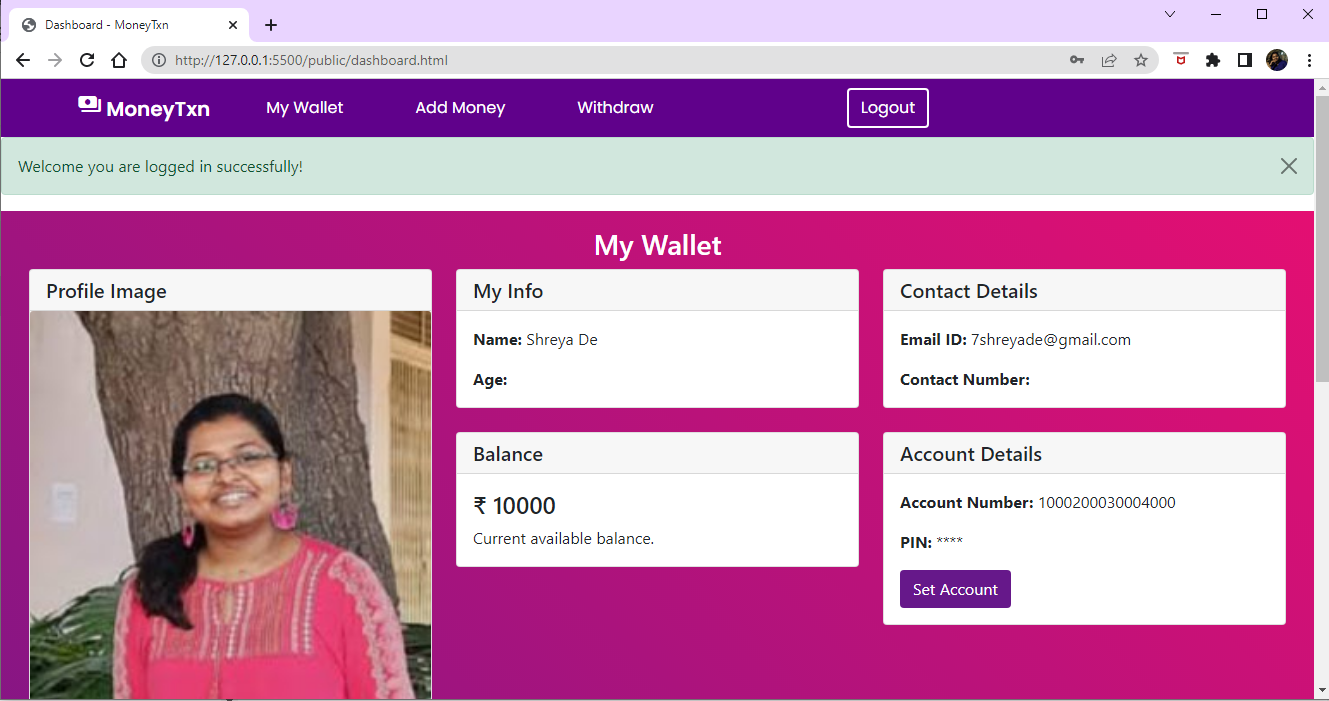 Dashboard - MoneyTxn
http://127.0.0.1:5500/public/dashboard.html
MoneyTxn My Wallet Add Money Withdraw Logout
Welcome you are logged in successfully!
My Wallet
Profile Image
My Info
Name: Shreya De
Age:
Contact Details
Email ID: 7shreyade@gmail.com
Contact Number:
Balance
₹ 10000
Current available balance.
Account Details
Account Number: 1000200030004000
PIN: ****
Set Account